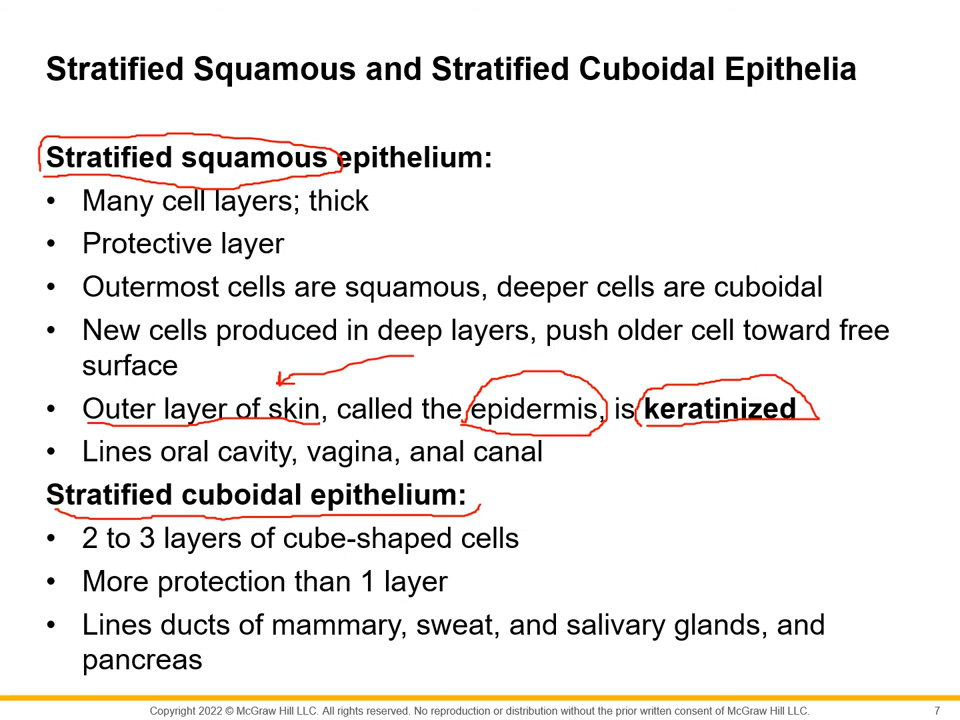 Stratified Squamous and Stratified Cuboidal Epithelia
Stratified squamous epithelium:
• Many cell layers; thick
• Protective layer
• Outermost cells are squamous, deeper cells are cuboidal
• New cells produced in deep layers, push older cell toward free
surface
• Outer layer of skin, called the epidermis, is keratinized
• Lines oral cavity, vagina, anal canal
Stratified cuboidal epithelium:
• 2 to 3 layers of cube-shaped cells
• More protection than 1 layer
• Lines ducts of mammary, sweat, and salivary glands, and
pancreas
Copyright 2022 © McGraw Hill LLC. All rights reserved. No reproduction or distribution without the prior written consent of McGraw Hill LLC. 7